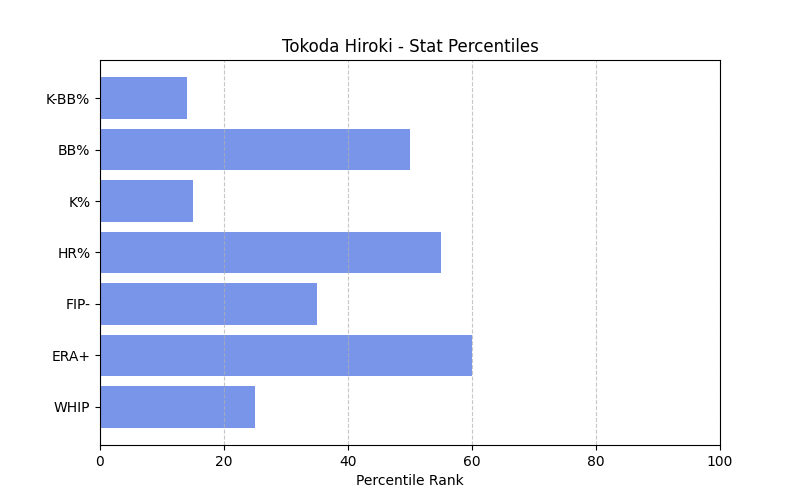 Tokoda Hiroki - Stat Percentiles
K-BB%
BB%
K%
HR%
FIP-
ERA+
WHIP
0 20 40 60 80 100
Percentile Rank